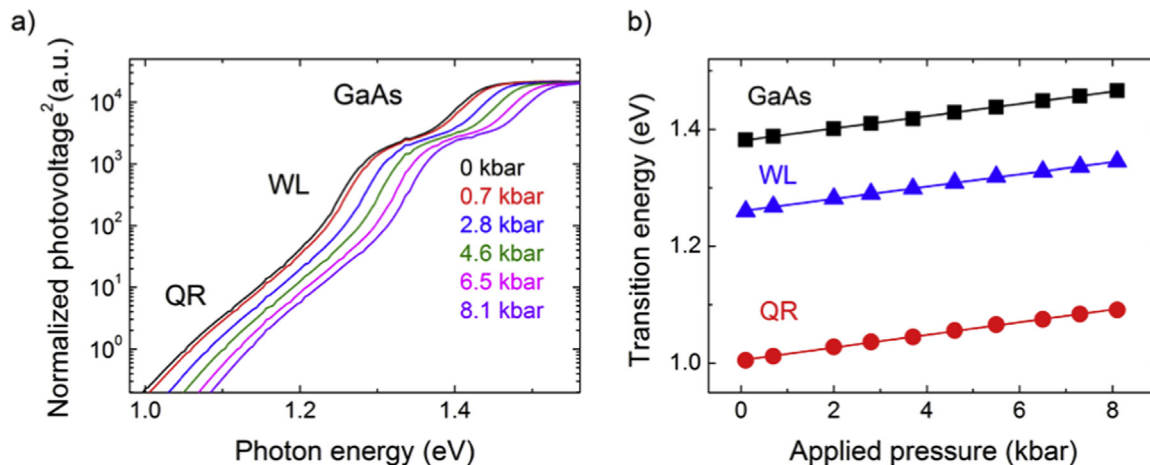 a)
Normalized photovoltage² (a.u.)
10⁴
10³
10²
10¹
10⁰
GaAs
WL
QR
0 kbar
0.7 kbar
2.8 kbar
4.6 kbar
6.5 kbar
8.1 kbar
1.0 1.2 1.4
Photon energy (eV)
b)
Transition energy (eV)
1.4
1.2
1.0
GaAs
WL
QR
0 2 4 6 8
Applied pressure (kbar)